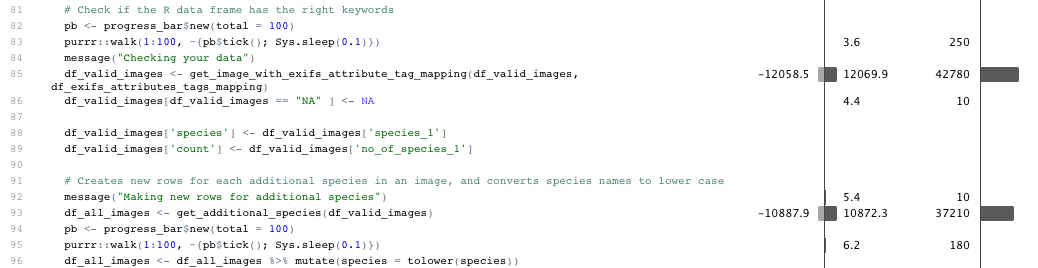 81 # Check if the R data frame has the right keywords
82 pb <- progress_bar$new(total = 100)
83 purrr::walk(1:100, ~{pb$tick(); Sys.sleep(0.1)}) 3.6 250
84 message("Checking your data")
85 df_valid_images <- get_image_with_exifs_attribute_tag_mapping(df_valid_images, -12058.5 12069.9 42780
df_exifs_attributes_tags_mapping)
86 df_valid_images[df_valid_images == "NA" ] <- NA 4.4 10
87
88 df_valid_images['species'] <- df_valid_images['species_1']
89 df_valid_images['count'] <- df_valid_images['no_of_species_1']
90
91 # Creates new rows for each additional species in an image, and converts species names to lower case
92 message("Making new rows for additional species") 5.4 10
93 df_all_images <- get_additional_species(df_valid_images) -10887.9 10872.3 37210
94 pb <- progress_bar$new(total = 100)
95 purrr::walk(1:100, ~{pb$tick(); Sys.sleep(0.1)}) 6.2 180
96 df_all_images <- df_all_images %>% mutate(species = tolower(species))